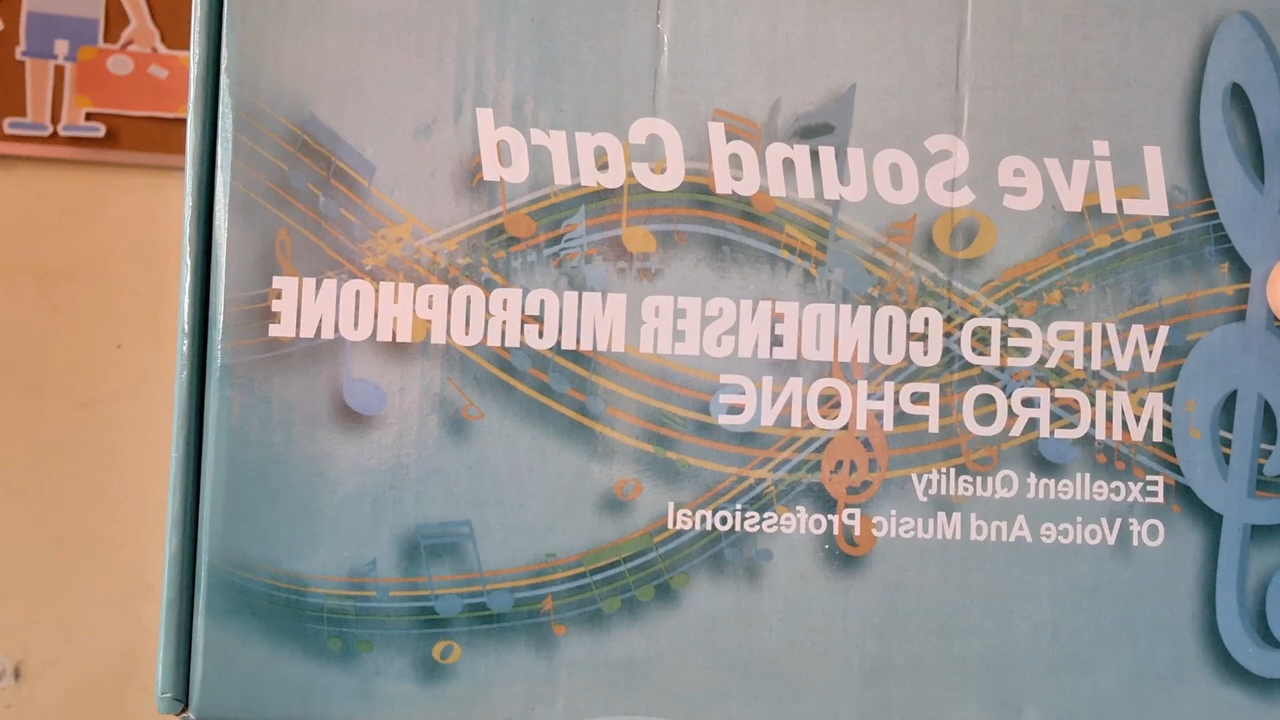 Live Sound Card
WIRED CONDENSER MICROPHONE
MICRO PHONE
Excellent Quality
Of Voice And Music Professional